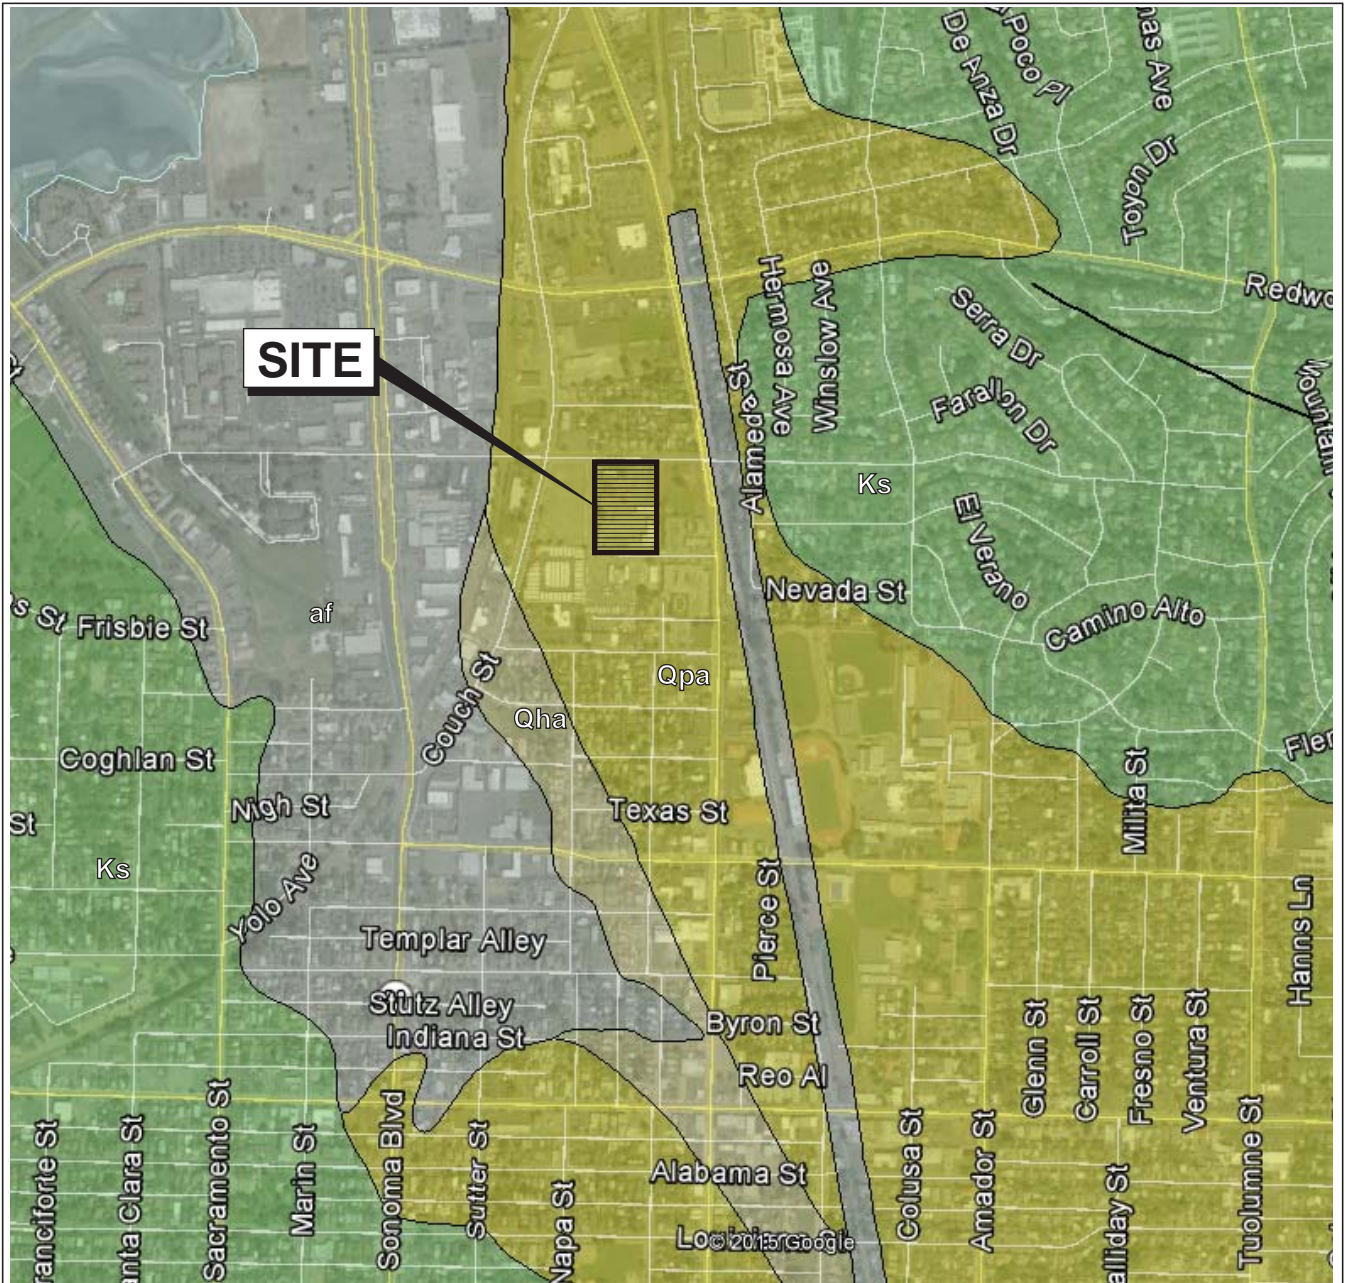 De Anza Dr
Poco Pl
Toyon Dr
Hermosa Ave
Winslow Ave
Serra Dr
SITE
Alameda St
Farallon Dr
Ks
El Verano
Nevada St
Camino Alto
af
s St
Frisbie St
Couch St
Qpa
Qha
Coghlan St
Nigh St
Texas St
Milita St
St
Ks
Yolo Ave
Pierce St
Hanns Ln
Templar Alley
Stutz Alley
Indiana St
Byron St
Reo Al
Glenn St
Carroll St
Fresno St
Ventura St
Sacramento St
Marin St
Sonoma Blvd
Sutter St
Napa St
Alabama St
Colusa St
Amador St
Tuolumne St
© 2015 Google